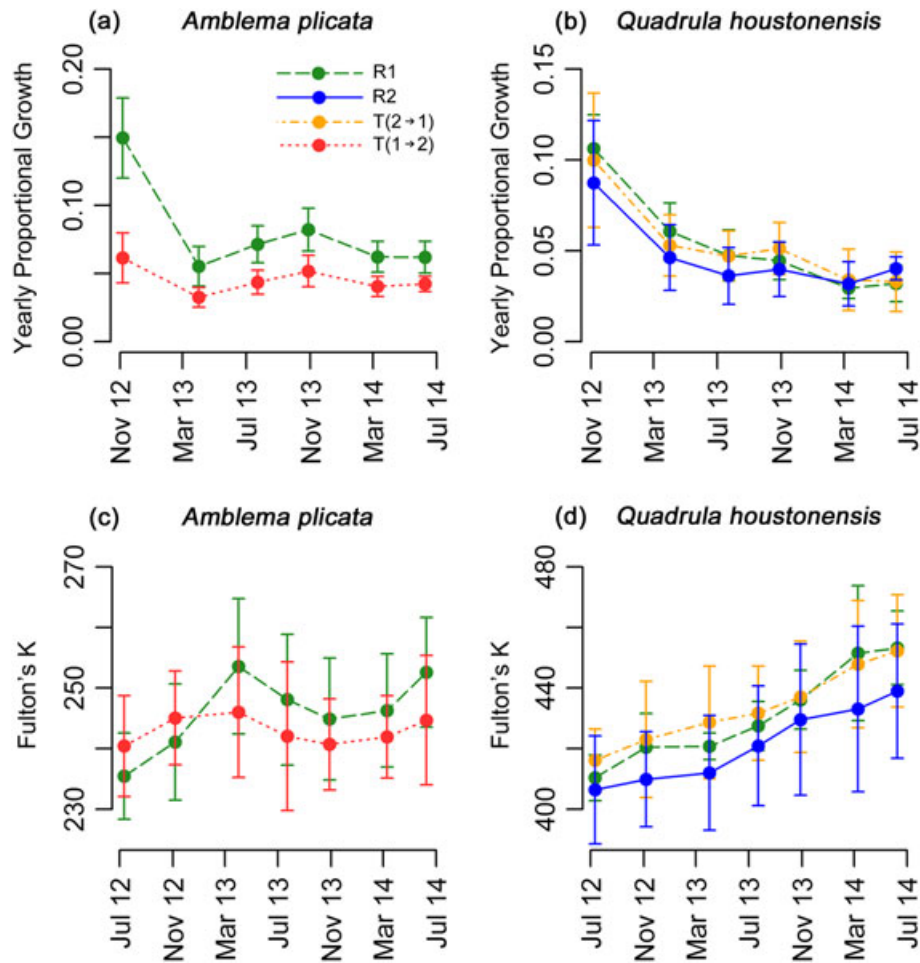 (a) Amblema plicata
Yearly Proportional Growth
0.20
0.10
0.00
R1
R2
T(2→1)
T(1→2)
Nov 12
Mar 13
Jul 13
Nov 13
Mar 14
Jul 14
(b) Quadrula houstonensis
Yearly Proportional Growth
0.15
0.10
0.05
0.00
Nov 12
Mar 13
Jul 13
Nov 13
Mar 14
Jul 14
(c) Amblema plicata
Fulton's K
270
250
230
Jul 12
Nov 12
Mar 13
Jul 13
Nov 13
Mar 14
Jul 14
(d) Quadrula houstonensis
Fulton's K
480
440
400
Jul 12
Nov 12
Mar 13
Jul 13
Nov 13
Mar 14
Jul 14